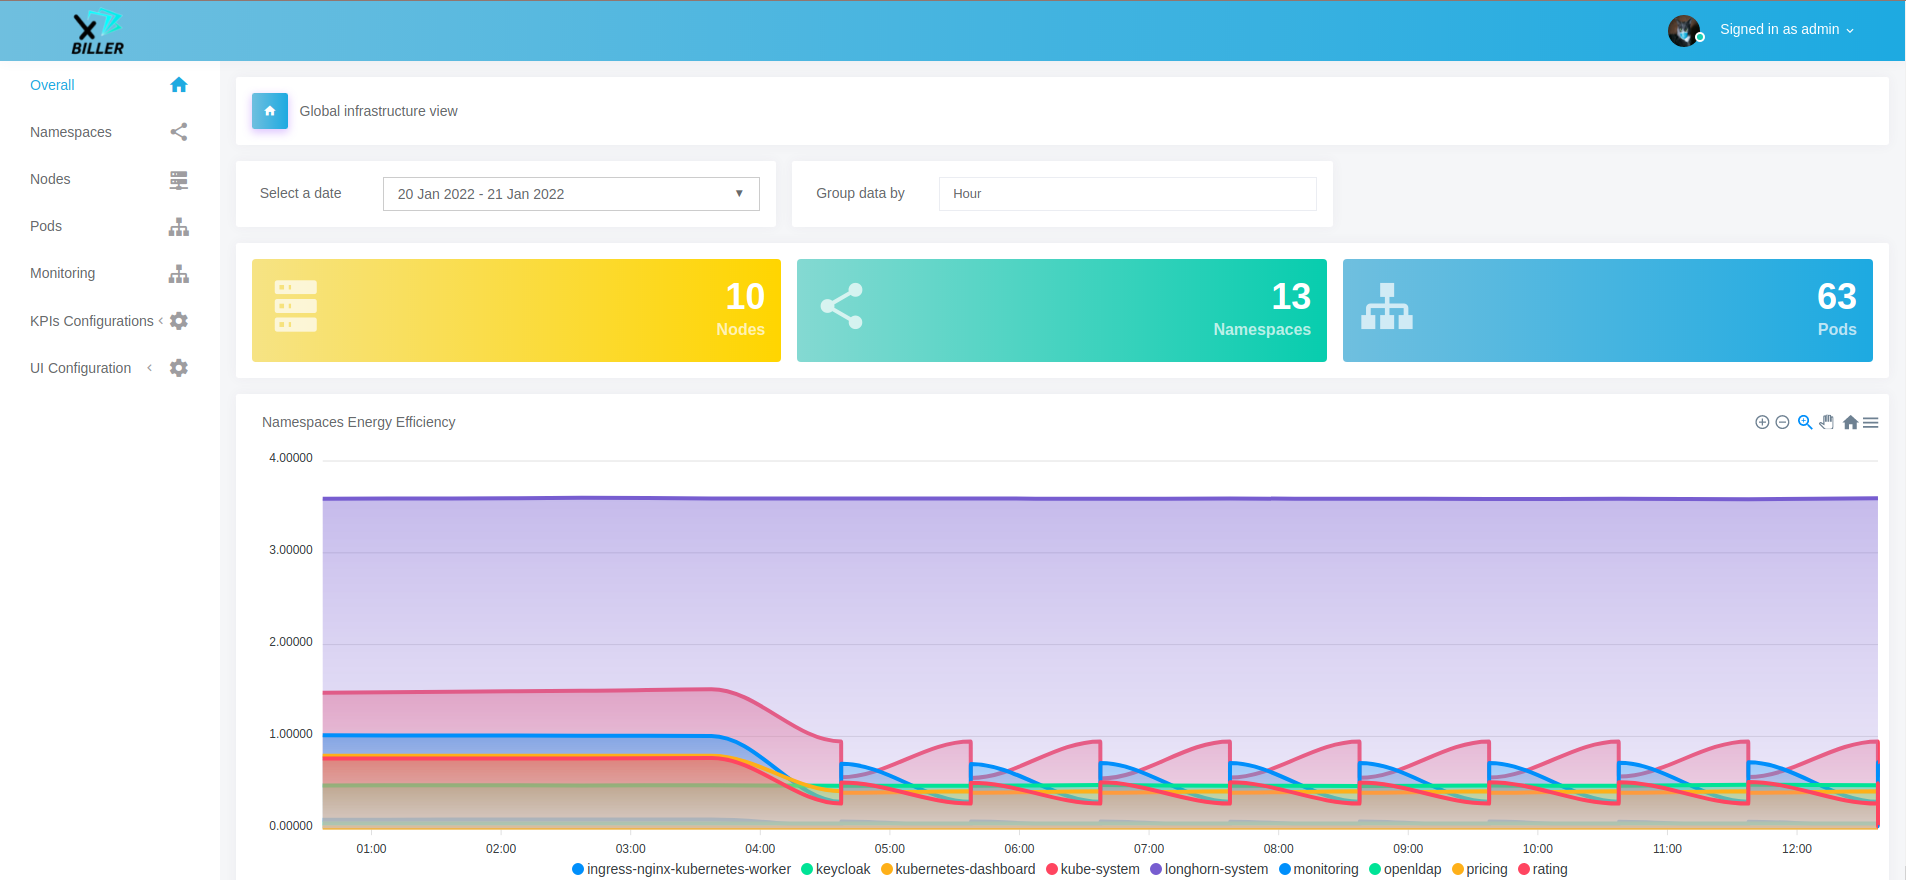 X
BILLER
Signed in as admin
Overall
Namespaces
Nodes
Pods
Monitoring
KPIs Configurations
UI Configuration
Global infrastructure view
Select a date
20 Jan 2022 - 21 Jan 2022
Group data by
Hour
10
Nodes
13
Namespaces
63
Pods
Namespaces Energy Efficiency
4.00000
3.00000
2.00000
1.00000
0.00000
01:00 02:00 03:00 04:00 05:00 06:00 07:00 08:00 09:00 10:00 11:00 12:00
ingress-nginx-kubernetes-worker keycloak kubernetes-dashboard kube-system longhorn-system monitoring openldap pricing rating